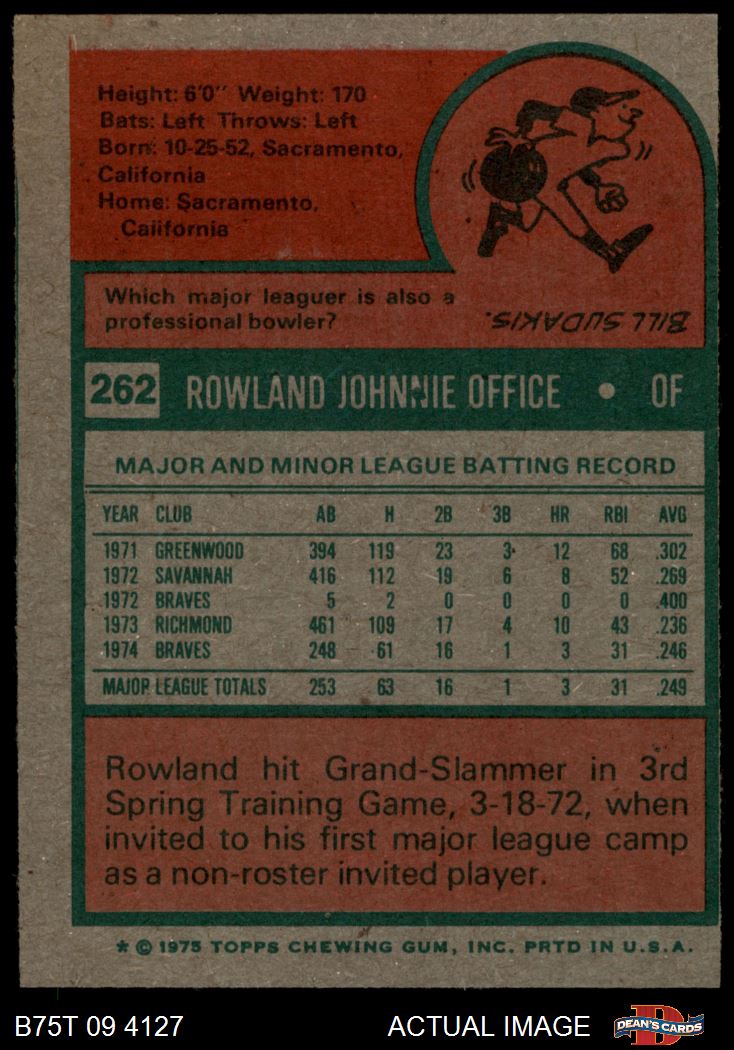 Height: 6'0" Weight: 170
Bats: Left Throws: Left
Born: 10-25-52, Sacramento,
California
Home: Sacramento,
California
Which major leaguer is also a
professional bowler?
BILL SUDAKIS.
262 ROWLAND JOHNNIE OFFICE • OF
MAJOR AND MINOR LEAGUE BATTING RECORD
YEAR CLUB AB H 2B 3B HR RBI AVG
1971 GREENWOOD 394 119 23 3 12 68 .302
1972 SAVANNAH 416 112 19 6 8 52 .269
1972 BRAVES 5 2 0 0 0 0 .400
1973 RICHMOND 461 109 17 4 10 43 .236
1974 BRAVES 248 61 16 1 3 31 .246
MAJOR LEAGUE TOTALS 253 63 16 1 3 31 .249
Rowland hit Grand-Slammer in 3rd
Spring Training Game, 3-18-72, when
invited to his first major league camp
as a non-roster invited player.
* © 1975 TOPPS CHEWING GUM, INC. PRTD IN U.S.A.
B75T 09 4127 ACTUAL IMAGE D DEAN'S CARDS